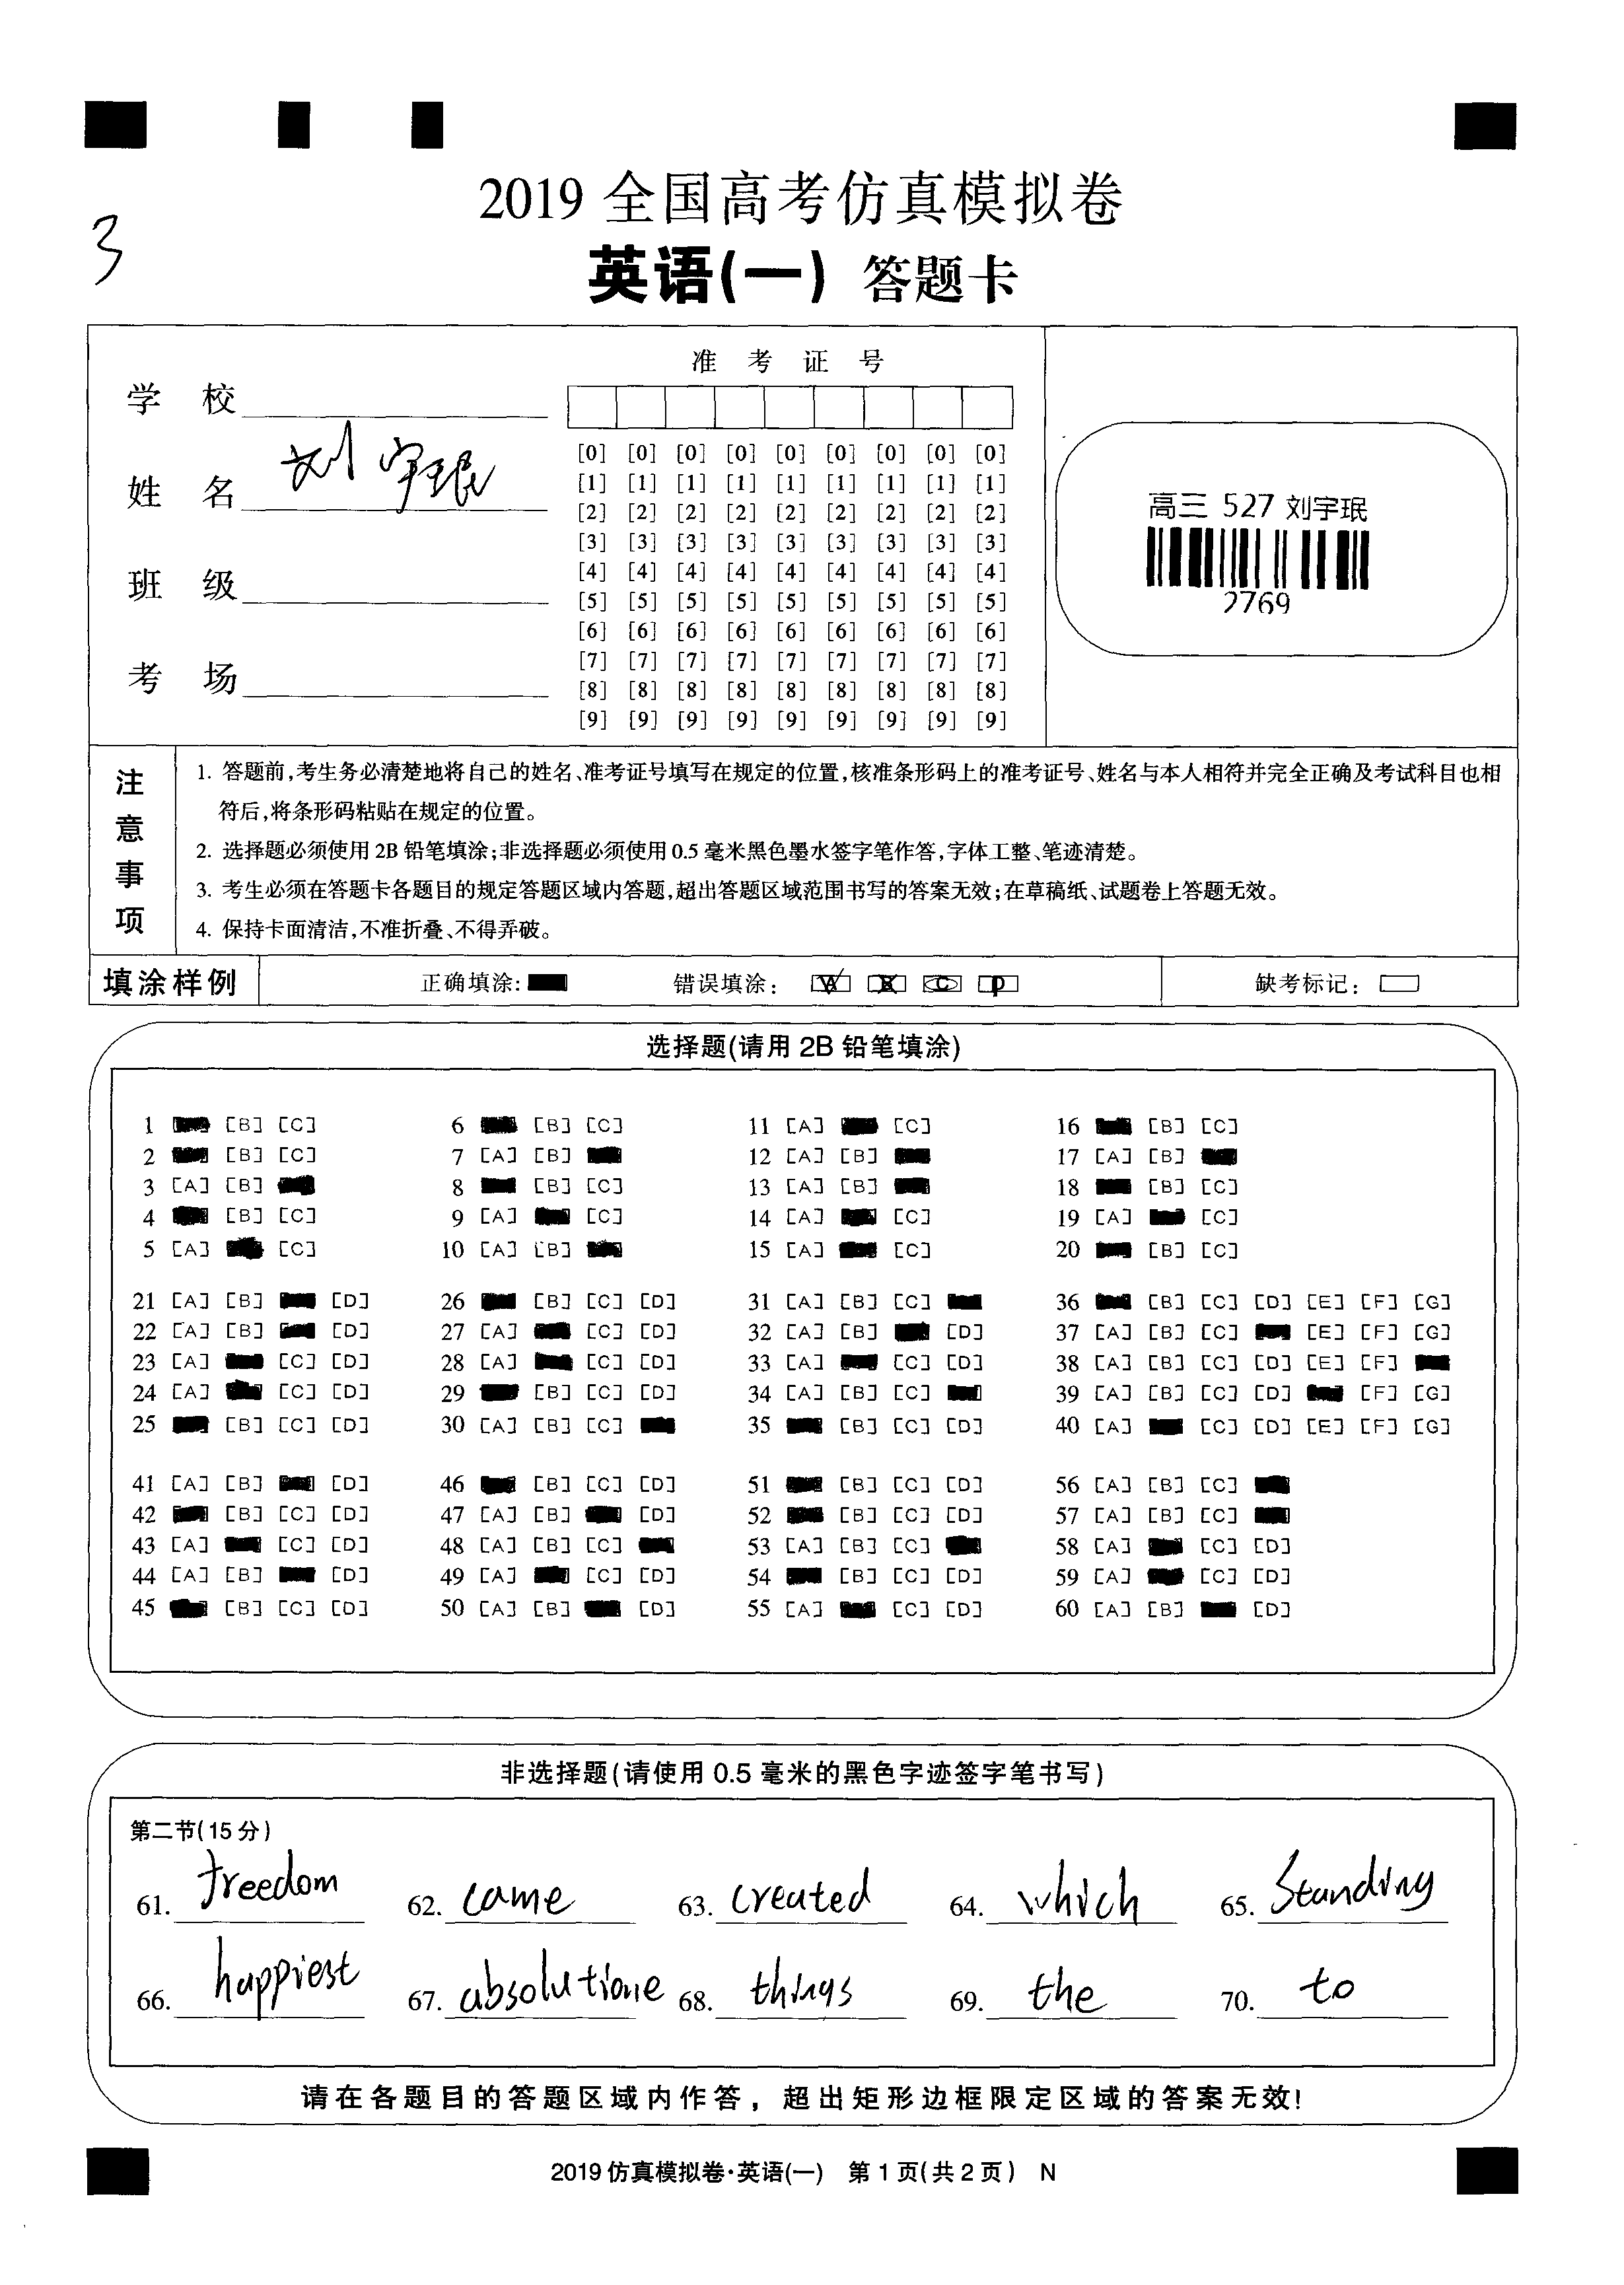 2019 全国高考仿真模拟卷
3
英语(一) 答题卡
准 考 证 号
学 校
姓 名 刘宇珉
班 级
考 场
[0] [0] [0] [0] [0] [0] [0] [0] [0]
[1] [1] [1] [1] [1] [1] [1] [1] [1]
[2] [2] [2] [2] [2] [2] [2] [2] [2]
[3] [3] [3] [3] [3] [3] [3] [3] [3]
[4] [4] [4] [4] [4] [4] [4] [4] [4]
[5] [5] [5] [5] [5] [5] [5] [5] [5]
[6] [6] [6] [6] [6] [6] [6] [6] [6]
[7] [7] [7] [7] [7] [7] [7] [7] [7]
[8] [8] [8] [8] [8] [8] [8] [8] [8]
[9] [9] [9] [9] [9] [9] [9] [9] [9]
高三 527 刘宇珉
2769
注意事项
1. 答题前,考生务必清楚地将自己的姓名、准考证号填写在规定的位置,核准条形码上的准考证号、姓名与本人相符并完全正确及考试科目也相
符后,将条形码粘贴在规定的位置。
2. 选择题必须使用 2B 铅笔填涂;非选择题必须使用 0.5 毫米黑色墨水签字笔作答,字体工整、笔迹清楚。
3. 考生必须在答题卡各题目的规定答题区域内答题,超出答题区域范围书写的答案无效;在草稿纸、试题卷上答题无效。
4. 保持卡面清洁,不准折叠、不得弄破。
填涂样例 正确填涂: 错误填涂: A B C D 缺考标记:
选择题(请用 2B 铅笔填涂)
1 [B] [C] 6 [B] [C] 11 [A] [C] 16 [B] [C]
2 [B] [C] 7 [A] [B] 12 [A] [B] 17 [A] [B]
3 [A] [B] 8 [B] [C] 13 [A] [B] 18 [B] [C]
4 [B] [C] 9 [A] [C] 14 [A] [C] 19 [A] [C]
5 [A] [C] 10 [A] [B] 15 [A] [C] 20 [B] [C]
21 [A] [B] [D] 26 [B] [C] [D] 31 [A] [B] [C] 36 [B] [C] [D] [E] [F] [G]
22 [A] [B] [D] 27 [A] [C] [D] 32 [A] [B] [D] 37 [A] [B] [C] [E] [F] [G]
23 [A] [C] [D] 28 [A] [C] [D] 33 [A] [C] [D] 38 [A] [B] [C] [D] [E] [F]
24 [A] [C] [D] 29 [B] [C] [D] 34 [A] [B] [C] 39 [A] [B] [C] [D] [F] [G]
25 [B] [C] [D] 30 [A] [B] [C] 35 [B] [C] [D] 40 [A] [C] [D] [E] [F] [G]
41 [A] [B] [D] 46 [B] [C] [D] 51 [B] [C] [D] 56 [A] [B] [C]
42 [B] [C] [D] 47 [A] [B] [D] 52 [B] [C] [D] 57 [A] [B] [C]
43 [A] [C] [D] 48 [A] [B] [C] 53 [A] [B] [C] 58 [A] [C] [D]
44 [A] [B] [D] 49 [A] [C] [D] 54 [B] [C] [D] 59 [A] [C] [D]
45 [B] [C] [D] 50 [A] [B] [D] 55 [A] [C] [D] 60 [A] [B] [D]
非选择题(请使用 0.5 毫米的黑色字迹签字笔书写)
第二节(15 分)
61. freedom 62. came 63. created 64. which 65. Standing
66. happiest 67. absolutione 68. things 69. the 70. to
请在各题目的答题区域内作答，超出矩形边框限定区域的答案无效!
2019 仿真模拟卷·英语(一) 第 1 页(共 2 页) N